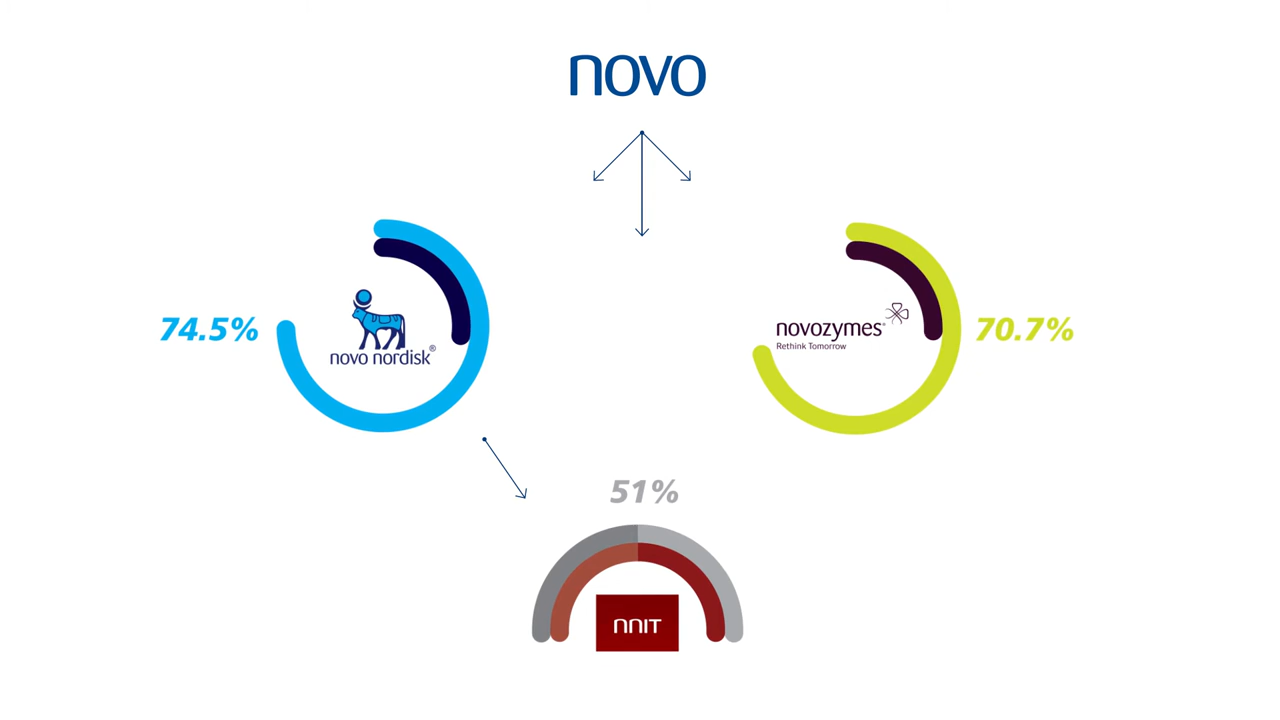 novo
74.5%
novo nordisk®
novozymes
Rethink Tomorrow
70.7%
51%
nnIT